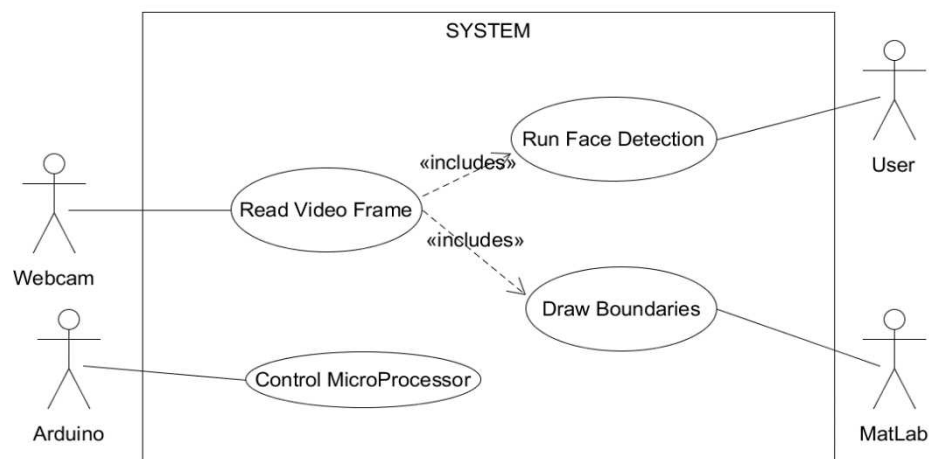 SYSTEM
Run Face Detection
User
«includes»
Read Video Frame
«includes»
Webcam
Draw Boundaries
Control MicroProcessor
Arduino
MatLab